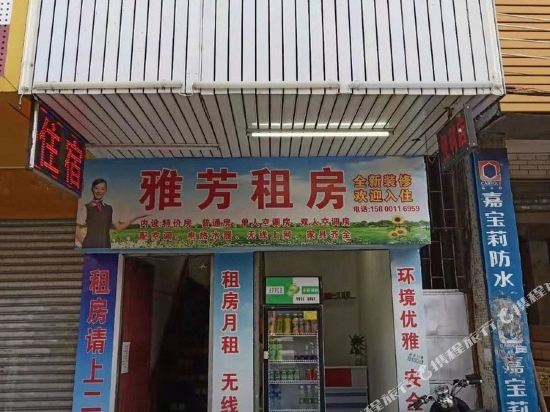 住宿
雅芳租房
全新装修
欢迎入住
电话:158 0011 6959
内设:特价房 普通房 单人空调房 双人空调房
配空调 电热水器 无线上网 家具齐全
租房请上二
租房月租 无线
环境优雅 安全
CARPOLY
嘉宝莉防水
嘉宝莉
携程旅行